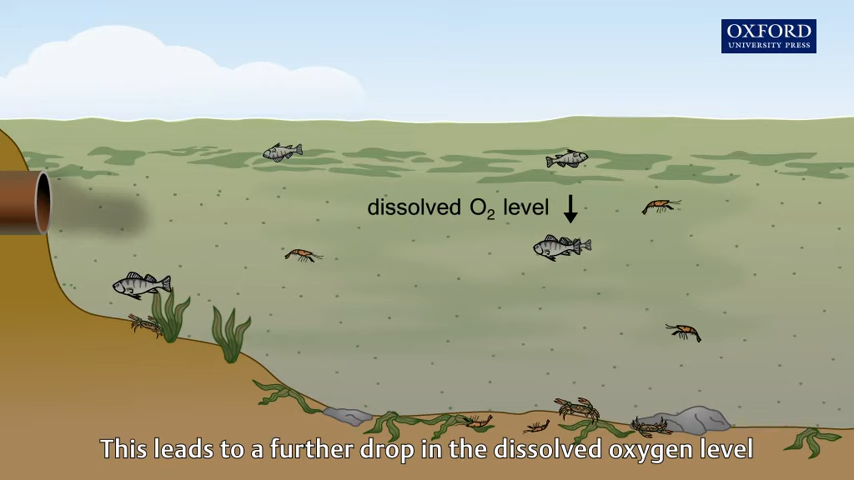 OXFORD
UNIVERSITY PRESS
dissolved O₂ level ↓
This leads to a further drop in the dissolved oxygen level